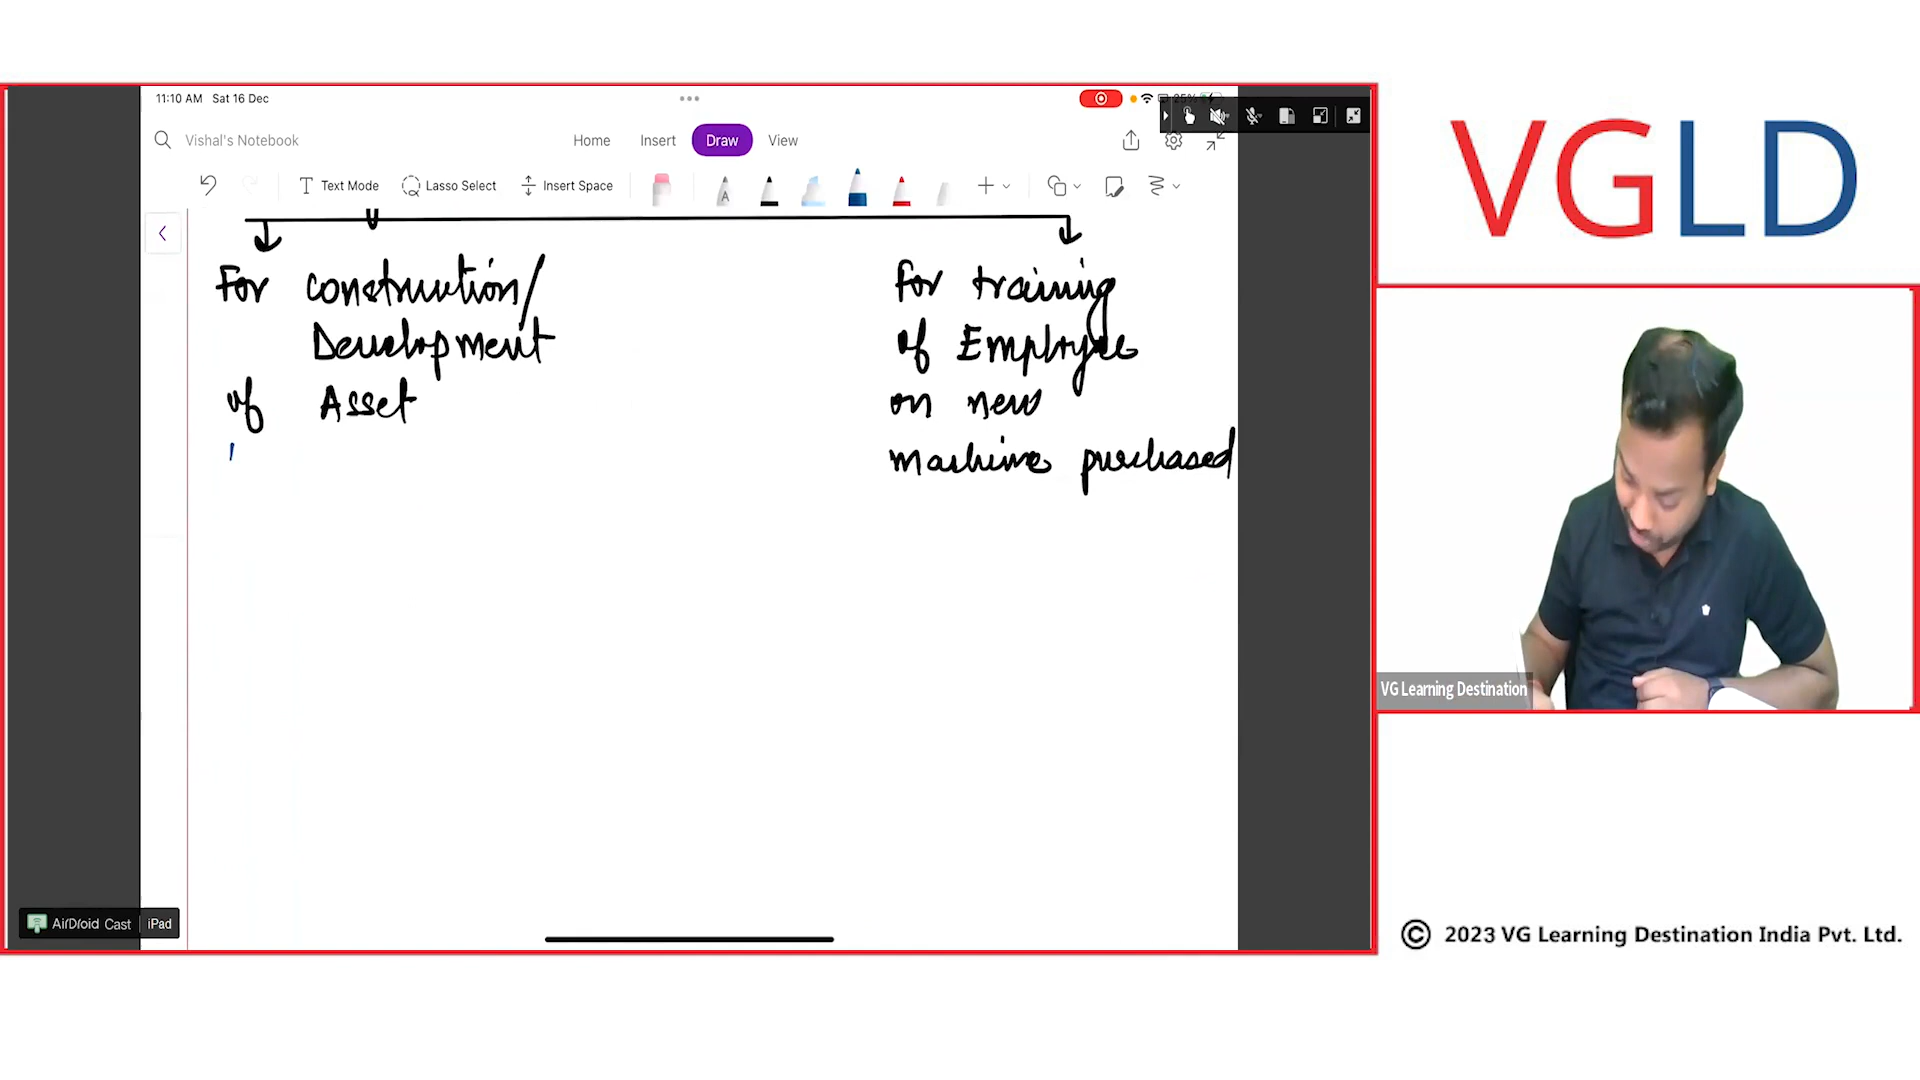 11:10 AM Sat 16 Dec
25%
Vishal's Notebook
Home Insert Draw View
Text Mode Lasso Select Insert Space
For construction/
Development
of Asset
for training
of Employee
on new
machine purchased
AirDroid Cast iPad
VGLD
VG Learning Destination
© 2023 VG Learning Destination India Pvt. Ltd.